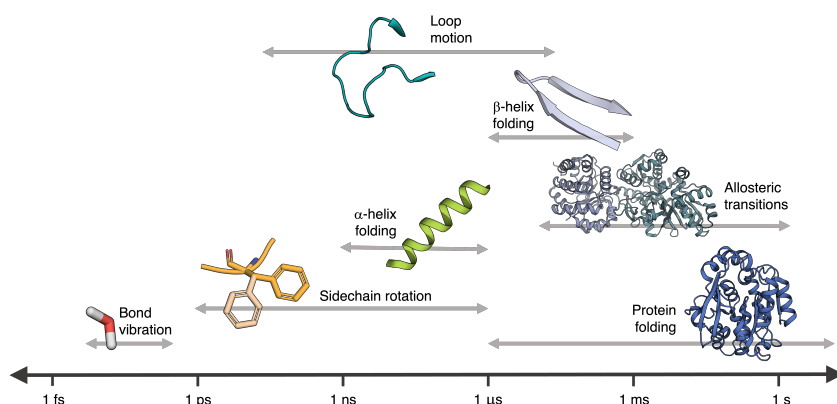 Loop
motion
β-helix
folding
Allosteric
transitions
α-helix
folding
Sidechain rotation
Bond
vibration
Protein
folding
1 fs
1 ps
1 ns
1 μs
1 ms
1 s